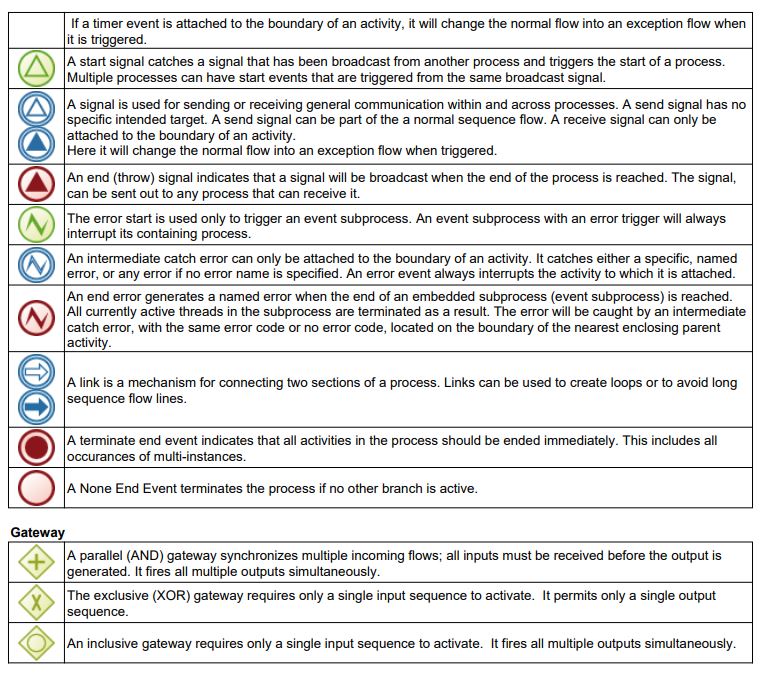 If a timer event is attached to the boundary of an activity, it will change the normal flow into an exception flow when
it is triggered.
A start signal catches a signal that has been broadcast from another process and triggers the start of a process.
Multiple processes can have start events that are triggered from the same broadcast signal.
A signal is used for sending or receiving general communication within and across processes. A send signal has no
specific intended target. A send signal can be part of the a normal sequence flow. A receive signal can only be
attached to the boundary of an activity.
Here it will change the normal flow into an exception flow when triggered.
An end (throw) signal indicates that a signal will be broadcast when the end of the process is reached. The signal,
can be sent out to any process that can receive it.
The error start is used only to trigger an event subprocess. An event subprocess with an error trigger will always
interrupt its containing process.
An intermediate catch error can only be attached to the boundary of an activity. It catches either a specific, named
error, or any error if no error name is specified. An error event always interrupts the activity to which it is attached.
An end error generates a named error when the end of an embedded subprocess (event subprocess) is reached.
All currently active threads in the subprocess are terminated as a result. The error will be caught by an intermediate
catch error, with the same error code or no error code, located on the boundary of the nearest enclosing parent
activity.
A link is a mechanism for connecting two sections of a process. Links can be used to create loops or to avoid long
sequence flow lines.
A terminate end event indicates that all activities in the process should be ended immediately. This includes all
occurances of multi-instances.
A None End Event terminates the process if no other branch is active.
Gateway
A parallel (AND) gateway synchronizes multiple incoming flows; all inputs must be received before the output is
generated. It fires all multiple outputs simultaneously.
X
The exclusive (XOR) gateway requires only a single input sequence to activate. It permits only a single output
sequence.
An inclusive gateway requires only a single input sequence to activate. It fires all multiple outputs simultaneously.